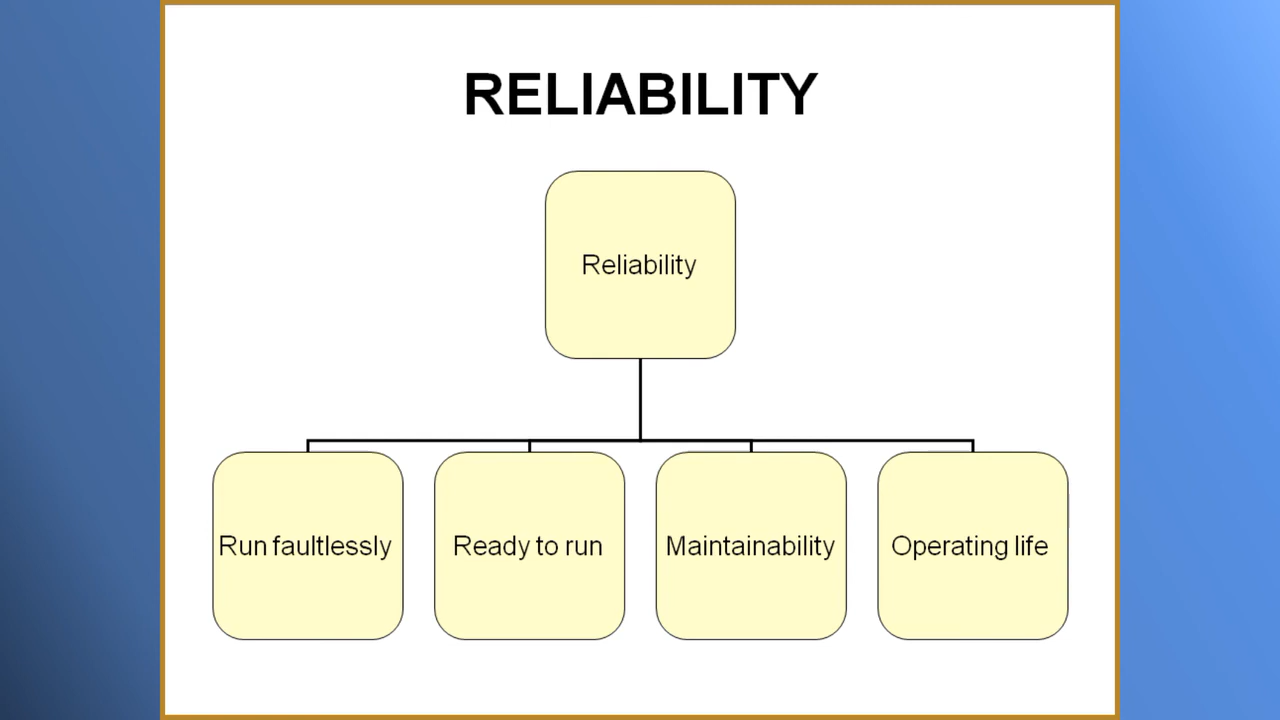 RELIABILITY
Reliability
Run faultlessly
Ready to run
Maintainability
Operating life